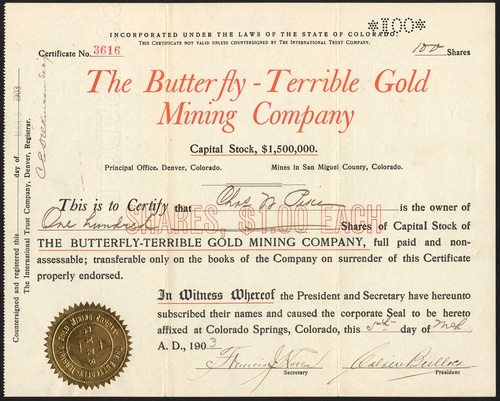 *100*
INCORPORATED UNDER THE LAWS OF THE STATE OF COLORADO.
THIS CERTIFICATE NOT VALID UNLESS COUNTERSIGNED BY THE INTERNATIONAL TRUST COMPANY.
Certificate No. 3616
100 Shares
The Butterfly-Terrible Gold
Mining Company
Capital Stock, $1,500,000.
Principal Office, Denver, Colorado. Mines in San Miguel County, Colorado.
This is to Certify that Chas W is the owner of
One hundred Shares of Capital Stock of
SHARES, $1.00 EACH
THE BUTTERFLY-TERRIBLE GOLD MINING COMPANY, full paid and non-
assessable; transferable only on the books of the Company on surrender of this Certificate
properly endorsed.
In Witness Whereof the President and Secretary have hereunto
subscribed their names and caused the corporate Seal to be hereto
affixed at Colorado Springs, Colorado, this 5th day of Mch
A. D., 1903
Secretary
President
Countersigned and registered this day of 1903
The International Trust Company, Denver, Registrar.